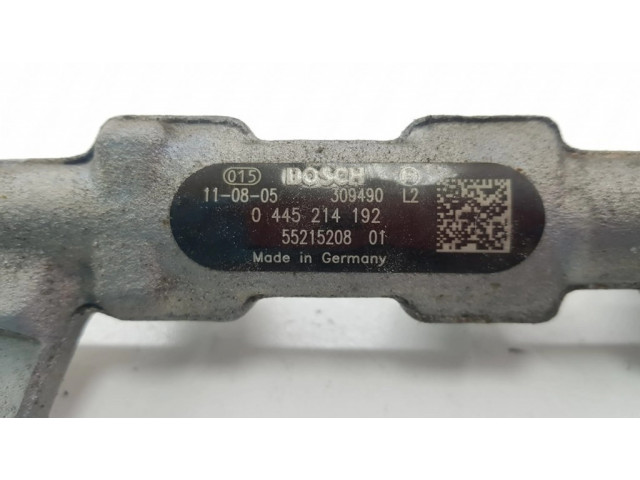 015 BOSCH
11-08-05 309490 L2
0 445 214 192
55215208 01
Made in Germany